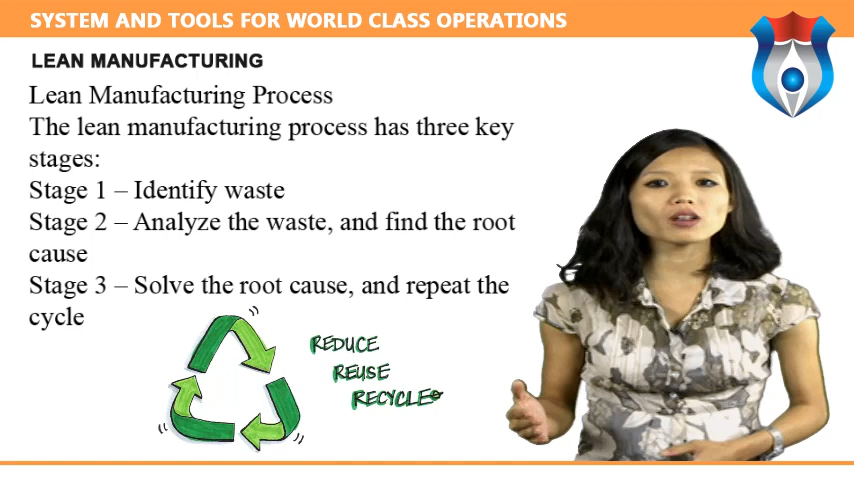 SYSTEM AND TOOLS FOR WORLD CLASS OPERATIONS
LEAN MANUFACTURING
Lean Manufacturing Process
The lean manufacturing process has three key
stages:
Stage 1 – Identify waste
Stage 2 – Analyze the waste, and find the root
cause
Stage 3 – Solve the root cause, and repeat the
cycle
REDUCE
REUSE
RECYCLE